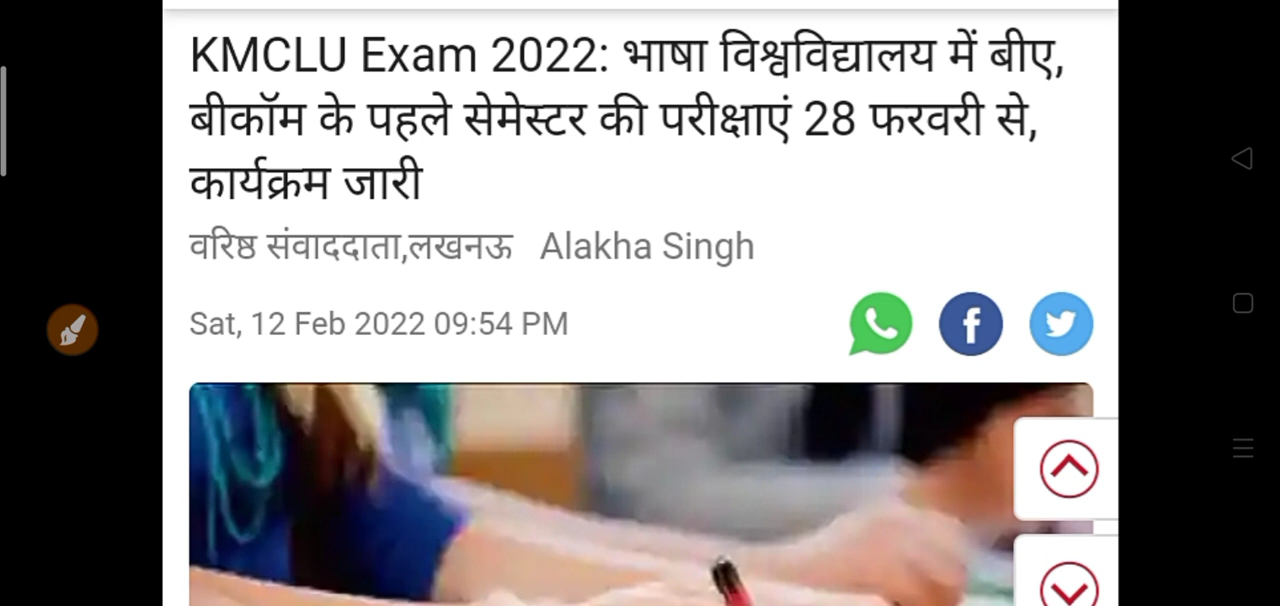 KMCLU Exam 2022: भाषा विश्वविद्यालय में बीए,
बीकॉम के पहले सेमेस्टर की परीक्षाएं 28 फरवरी से,
कार्यक्रम जारी
वरिष्ठ संवाददाता,लखनऊ Alakha Singh
Sat, 12 Feb 2022 09:54 PM